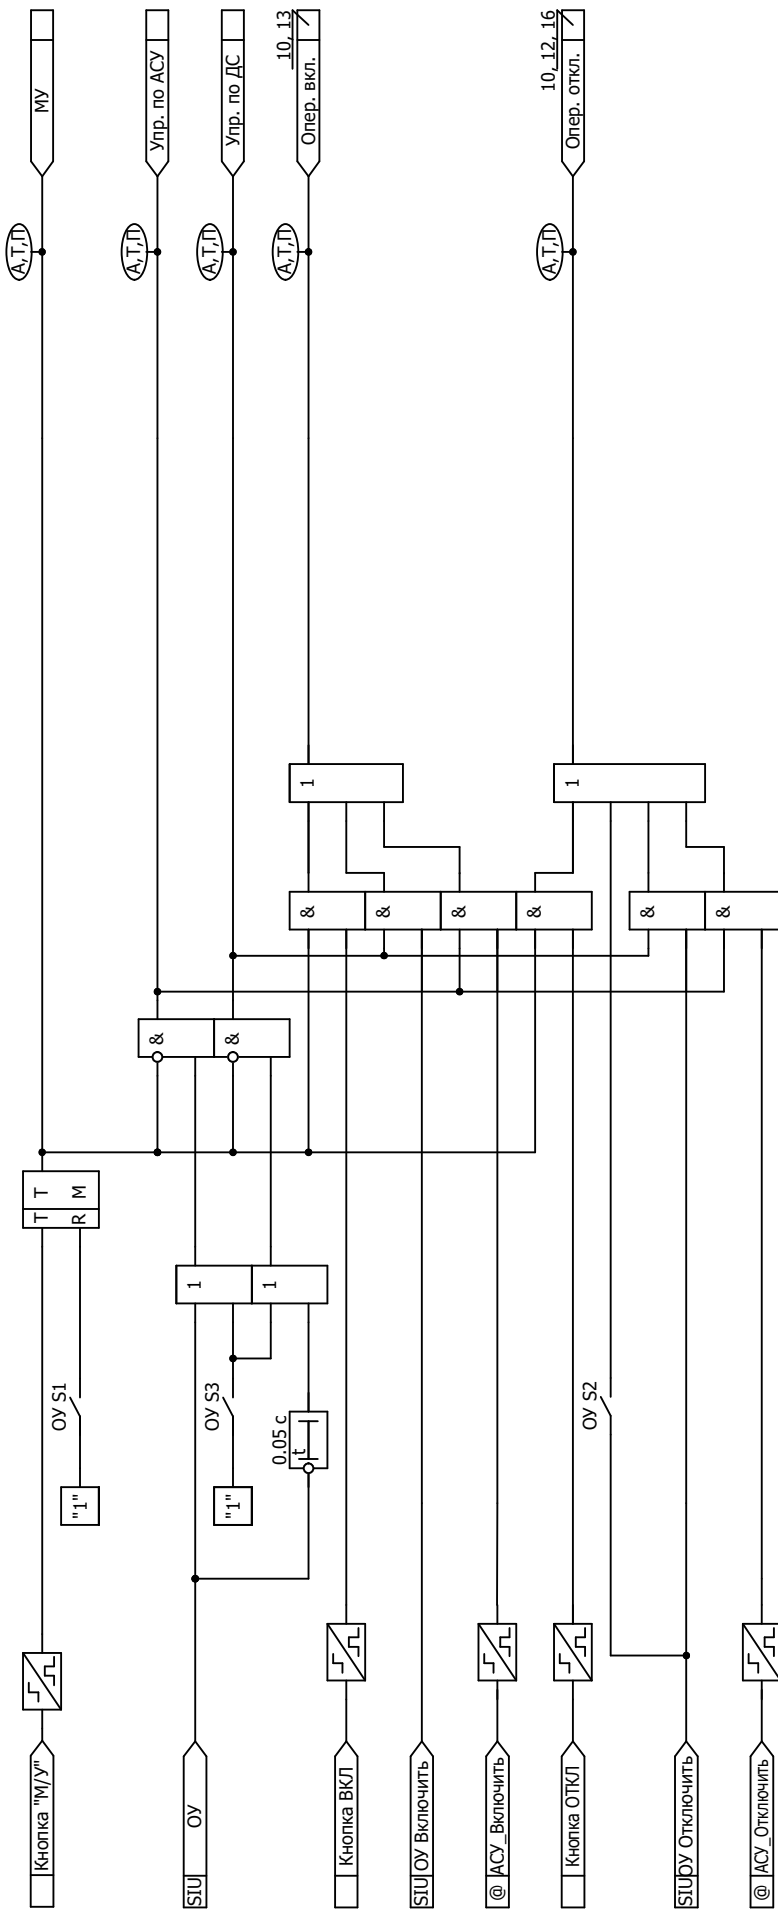 МУ
Упр. по АСУ
Упр. по ДС
10, 13
Опер. вкл.
10, 12, 16
Опер. откл.
А,Т,П
А,Т,П
А,Т,П
А,Т,П
А,Т,П
1
1
&
&
&
&
&
&
&
&
T T
R M
1
1
ОУ S1
"1"
ОУ S3
"1"
0.05 с
t
ОУ S2
Кнопка "М/У"
SIU ОУ
Кнопка ВКЛ
SIU ОУ Включить
@ АСУ_Включить
Кнопка ОТКЛ
SIU ОУ Отключить
@ АСУ_Отключить